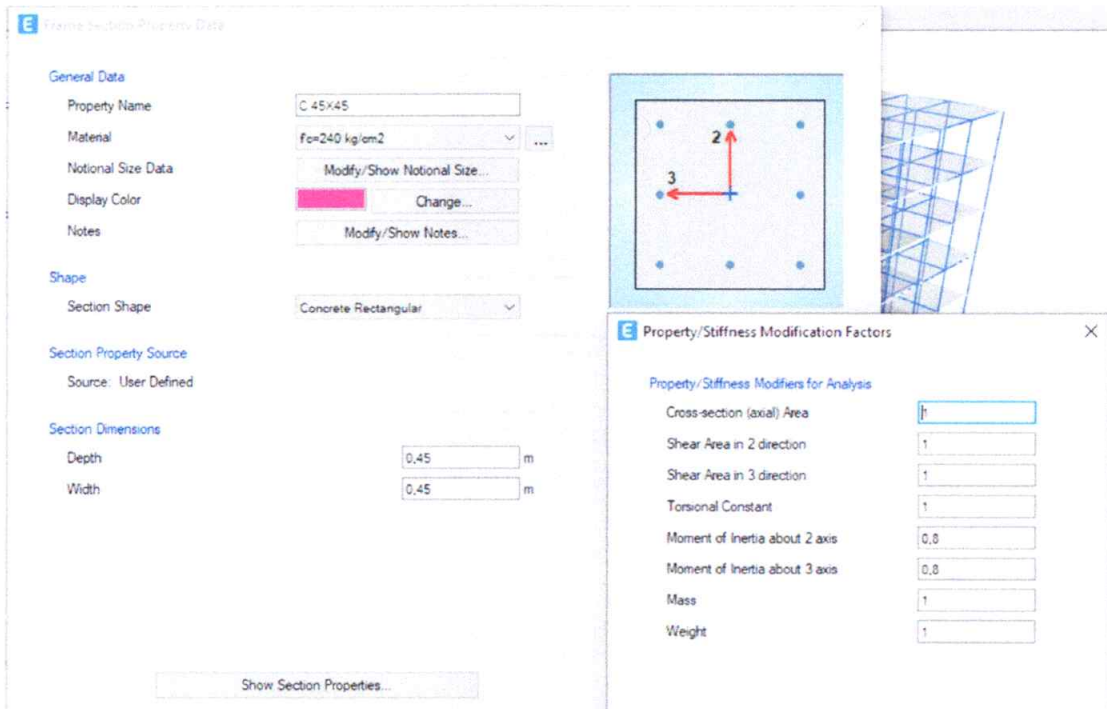 Frame Section Property Data
General Data
Property Name
C 45X45
Material
f'c=240 kg/cm2
...
Notional Size Data
Modify/Show Notional Size...
Display Color
Change...
Notes
Modify/Show Notes...
Shape
Section Shape
Concrete Rectangular
Section Property Source
Source: User Defined
Section Dimensions
Depth
0,45
m
Width
0,45
m
Show Section Properties...
2
3
E
Property/Stiffness Modification Factors
Property/Stiffness Modifiers for Analysis
Cross-section (axial) Area
1
Shear Area in 2 direction
1
Shear Area in 3 direction
1
Torsional Constant
1
Moment of Inertia about 2 axis
0,8
Moment of Inertia about 3 axis
0,8
Mass
1
Weight
1